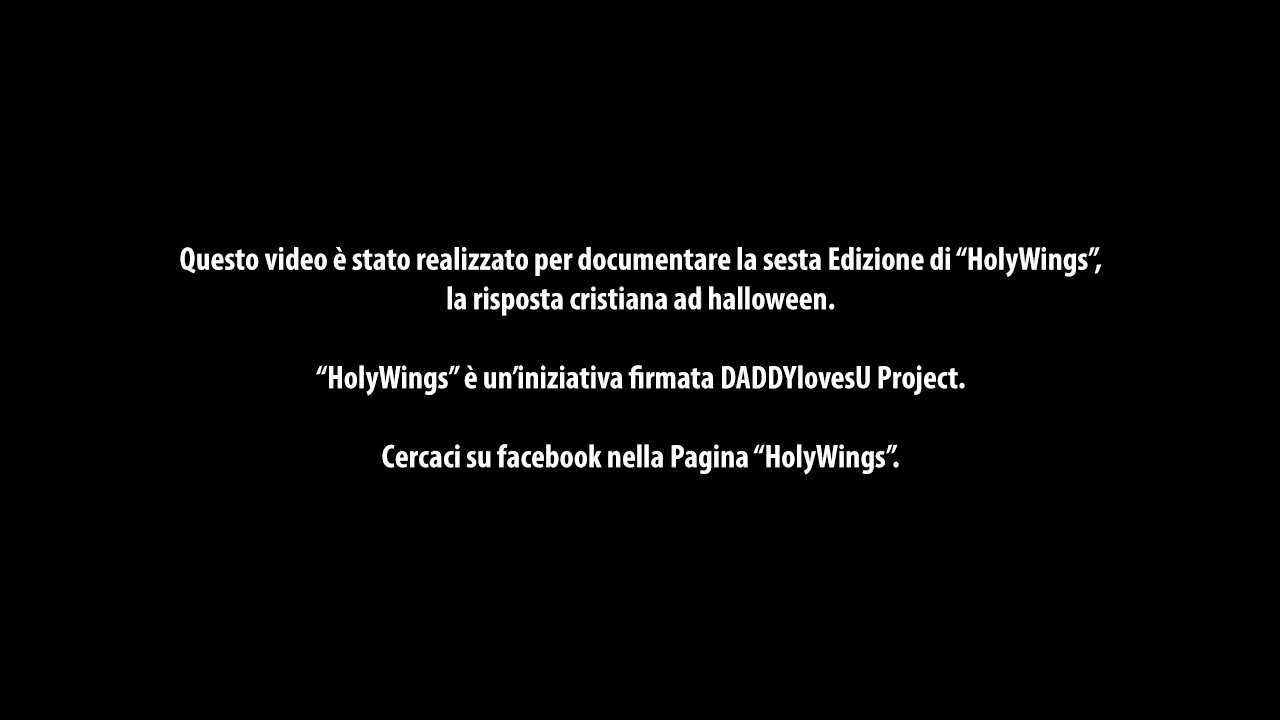 Questo video è stato realizzato per documentare la sesta Edizione di “HolyWings”,
la risposta cristiana ad halloween.
“HolyWings” è un’iniziativa firmata DADDYlovesU Project.
Cercaci su facebook nella Pagina “HolyWings”.